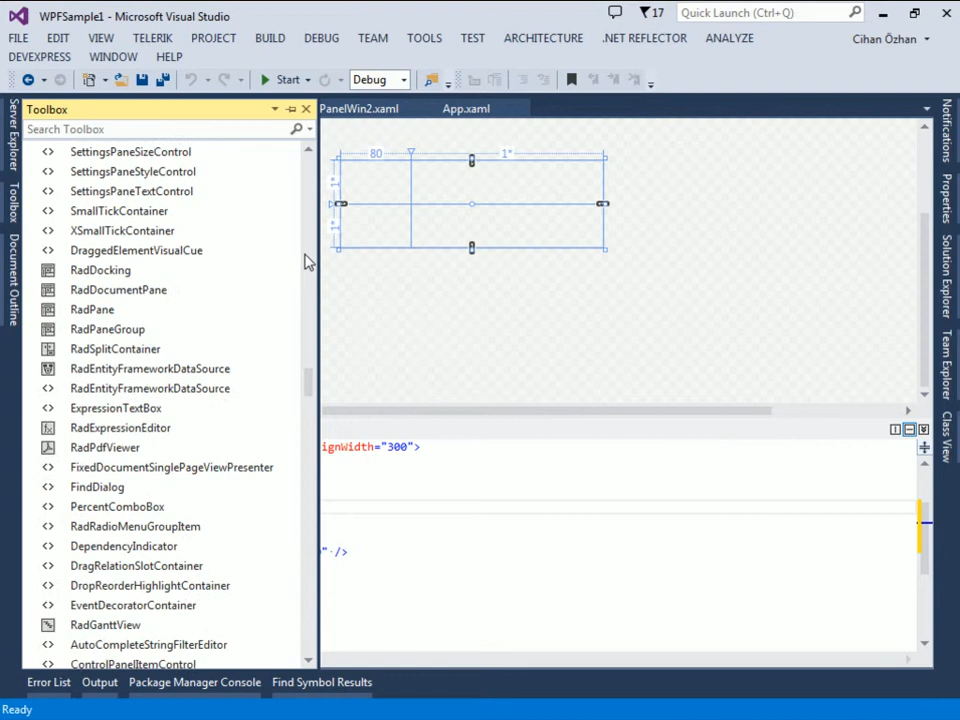 WPFSample1 - Microsoft Visual Studio
17
Quick Launch (Ctrl+Q)
FILE EDIT VIEW TELERIK PROJECT BUILD DEBUG TEAM TOOLS TEST ARCHITECTURE .NET REFLECTOR ANALYZE
Cihan Özhan
DEVEXPRESS WINDOW HELP
Start
Debug
Server Explorer
Toolbox
Document Outline
Toolbox
Search Toolbox
SettingsPaneSizeControl
SettingsPaneStyleControl
SettingsPaneTextControl
SmallTickContainer
XSmallTickContainer
DraggedElementVisualCue
RadDocking
RadDocumentPane
RadPane
RadPaneGroup
RadSplitContainer
RadEntityFrameworkDataSource
RadEntityFrameworkDataSource
ExpressionTextBox
RadExpressionEditor
RadPdfViewer
FixedDocumentSinglePageViewPresenter
FindDialog
PercentComboBox
RadRadioMenuGroupItem
DependencyIndicator
DragRelationSlotContainer
DropReorderHighlightContainer
EventDecoratorContainer
RadGanttView
AutoCompleteStringFilterEditor
ControlPanelItemControl
PanelWin2.xaml
App.xaml
80
1*
1*
1*
ignWidth="300">
" />
Notifications
Properties
Solution Explorer
Team Explorer
Class View
Error List Output Package Manager Console Find Symbol Results
Ready